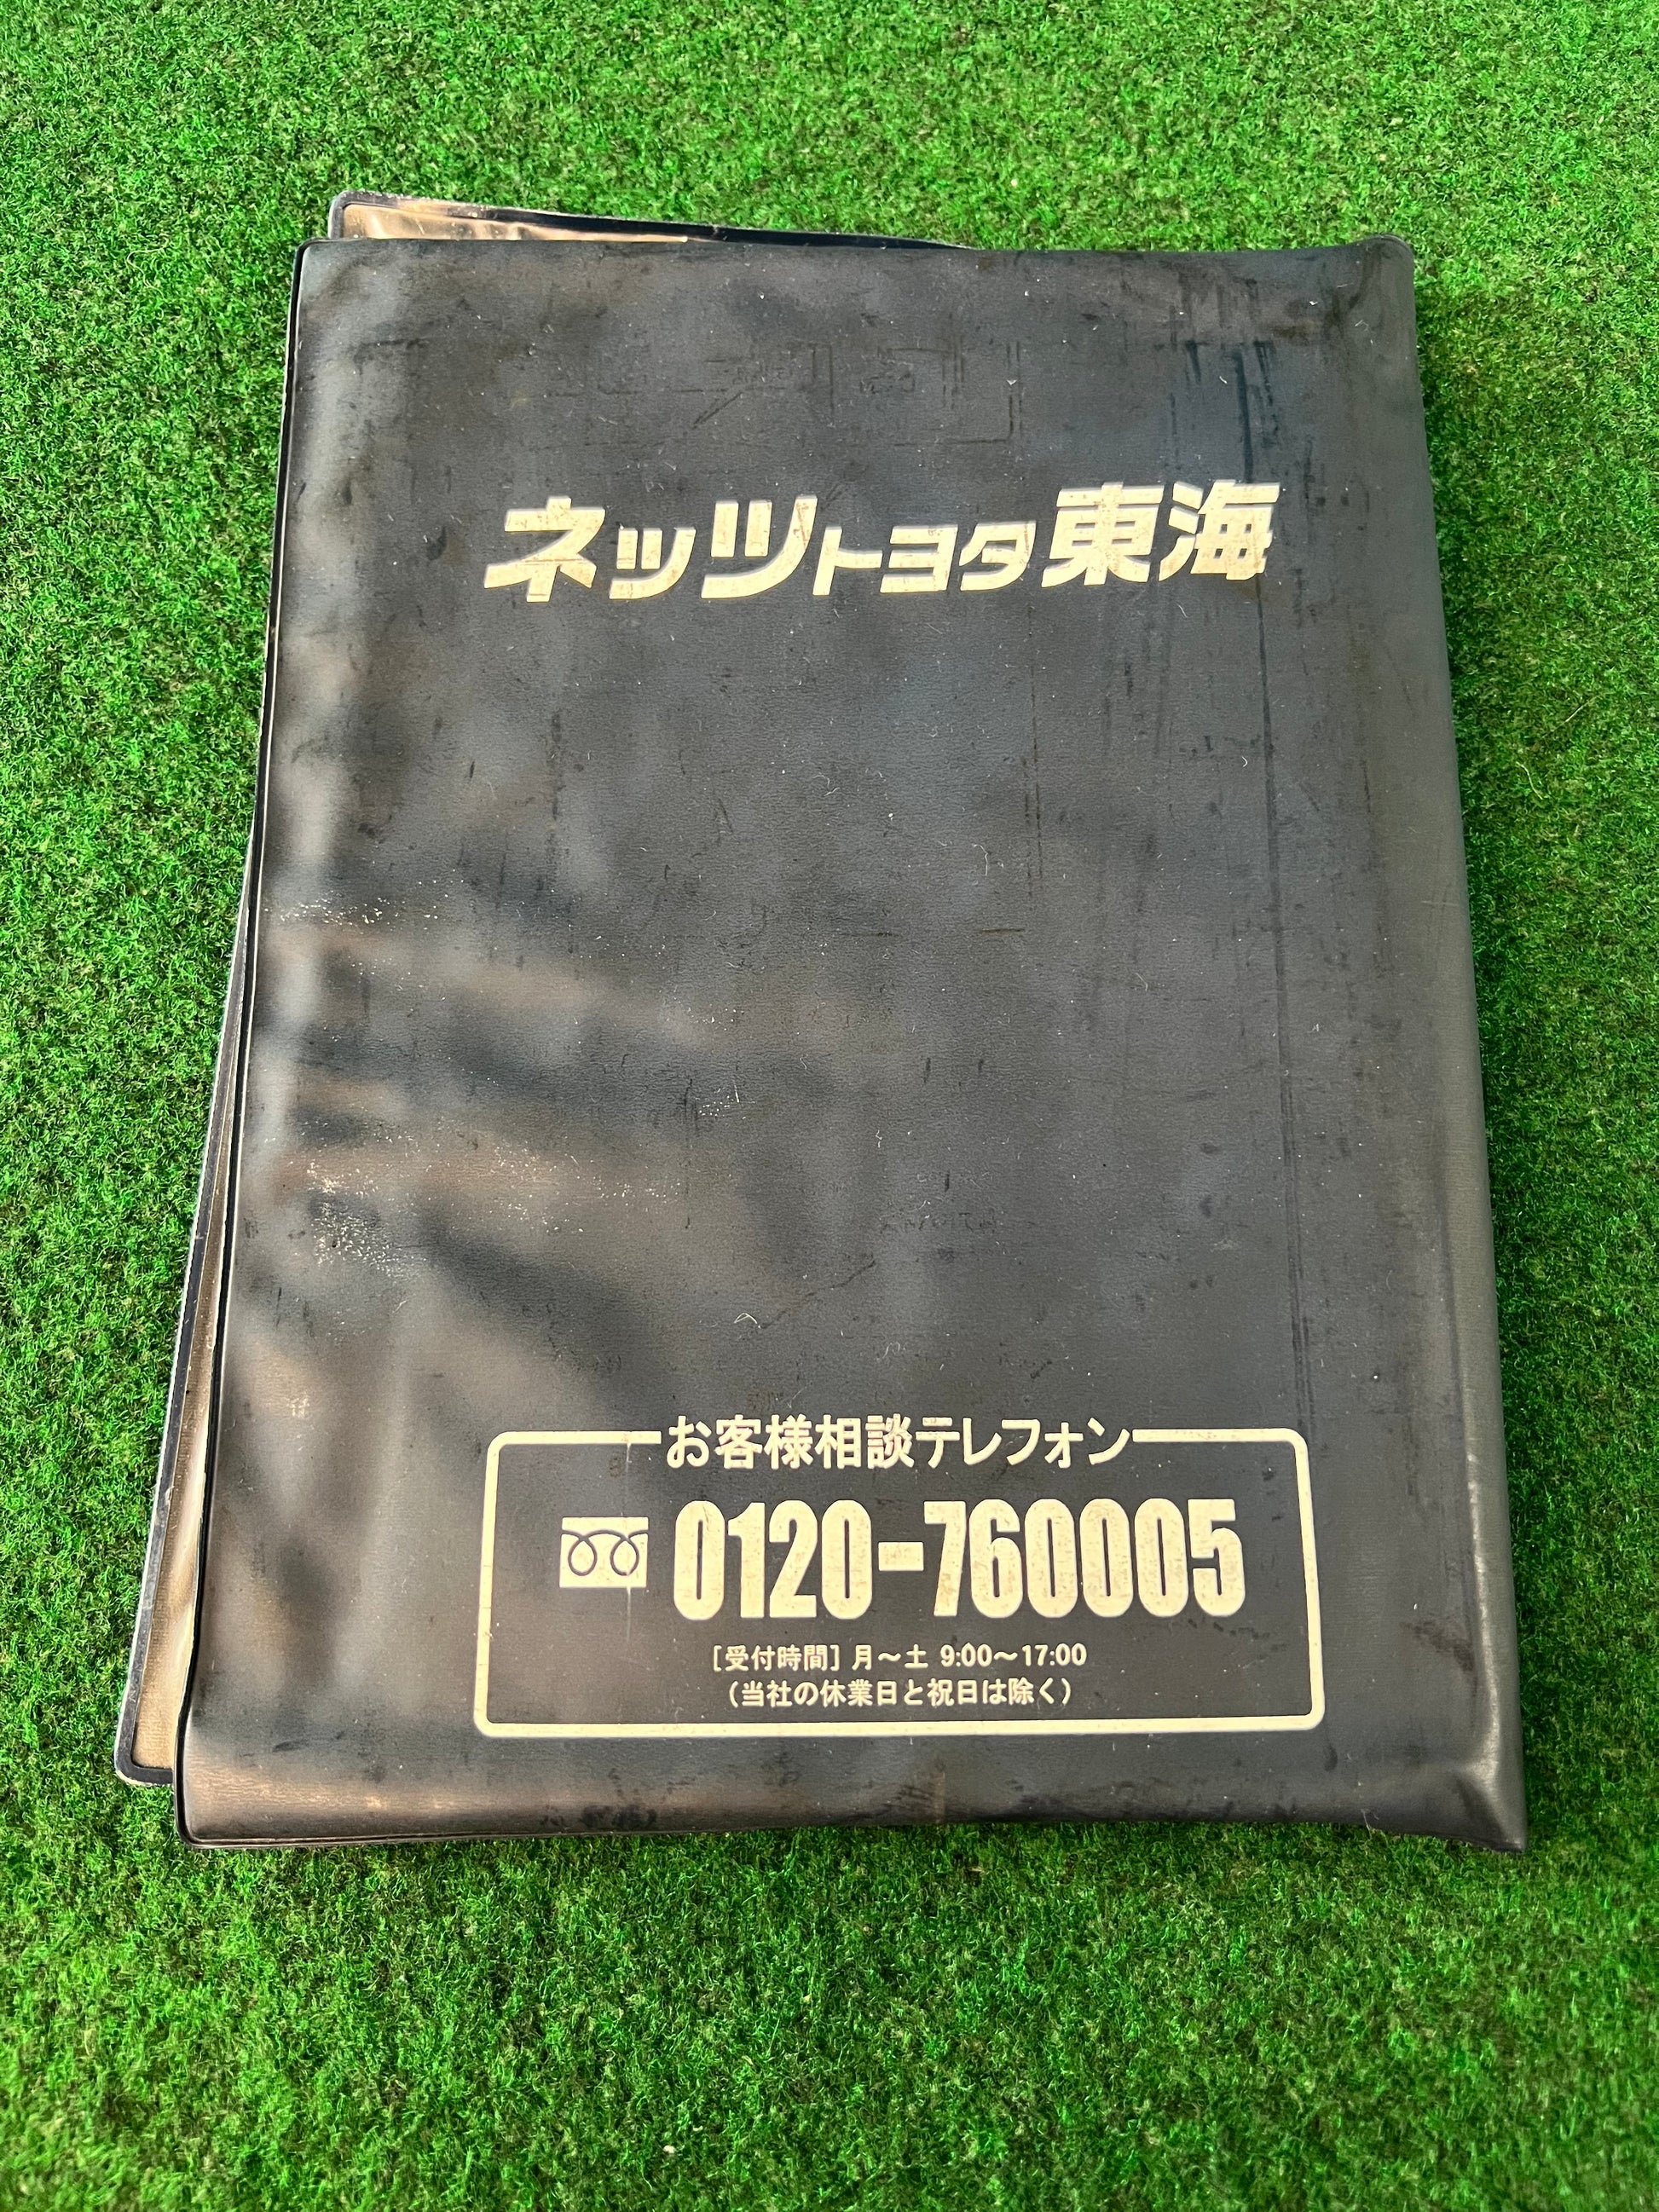 ネッツトヨタ東海
お客様相談テレフォン
0120-760005
［受付時間］月～土 9:00～17:00
（当社の休業日と祝日は除く）